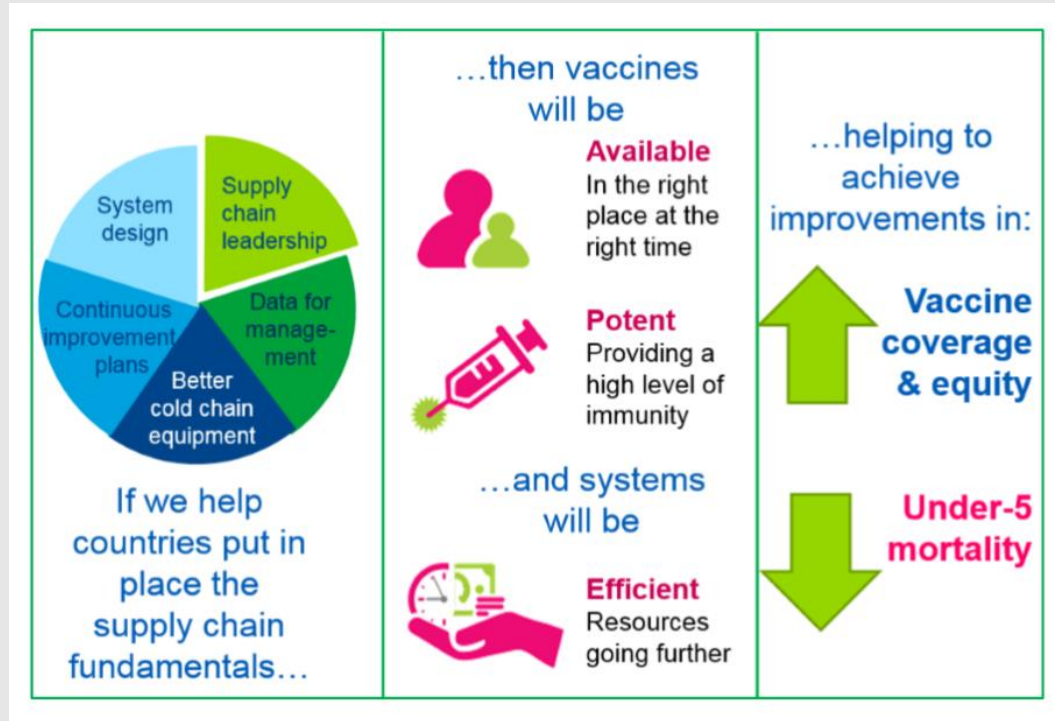 System
design
Supply
chain
leadership
Continuous
improvement
plans
Data for
manage-
ment
Better
cold chain
equipment
If we help
countries put in
place the
supply chain
fundamentals…
…then vaccines
will be
Available
In the right
place at the
right time
Potent
Providing a
high level of
immunity
…and systems
will be
Efficient
Resources
going further
…helping to
achieve
improvements in:
Vaccine
coverage
& equity
Under-5
mortality